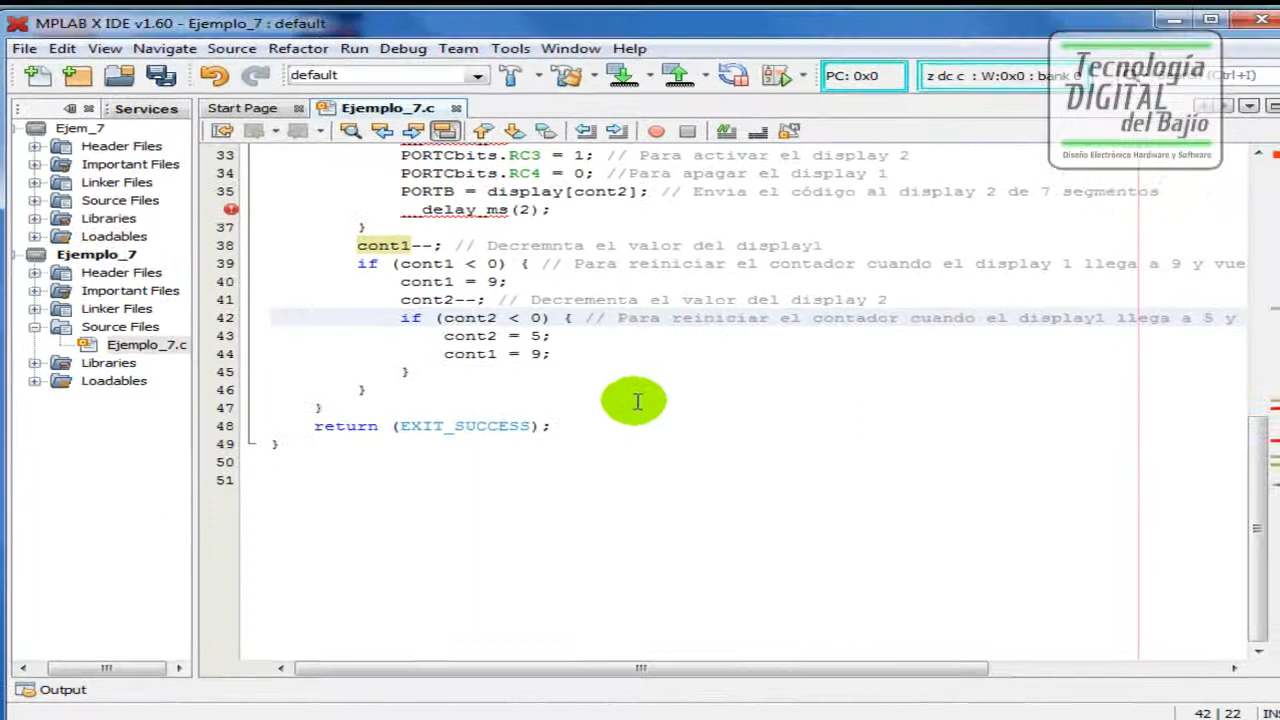 MPLAB X IDE v1.60 - Ejemplo_7 : default
File Edit View Navigate Source Refactor Run Debug Team Tools Window Help
default
PC: 0x0
z dc c : W:0x0 : bank 0
(Ctrl+I)
Tecnología
DIGITAL
del Bajío
Diseño Electrónico Hardware y Software
Services
Start Page
Ejemplo_7.c
Ejem_7
Header Files
Important Files
Linker Files
Source Files
Libraries
Loadables
Ejemplo_7
Header Files
Important Files
Linker Files
Source Files
Ejemplo_7.c
Libraries
Loadables
33 PORTCbits.RC3 = 1; // Para activar el display 2
34 PORTCbits.RC4 = 0; //Para apagar el display 1
35 PORTB = display[cont2]; // Envia el código al display 2 de 7 segmentos
__delay_ms(2);
37 }
38 cont1--; // Decremnta el valor del display1
39 if (cont1 < 0) { // Para reiniciar el contador cuando el display 1 llega a 9 y vue
40 cont1 = 9;
41 cont2--; // Decrementa el valor del display 2
42 if (cont2 < 0) { // Para reiniciar el contador cuando el display1 llega a 5 y
43 cont2 = 5;
44 cont1 = 9;
45 }
46 }
47 }
48 return (EXIT_SUCCESS);
49 }
50
51
Output
42 | 22 INS